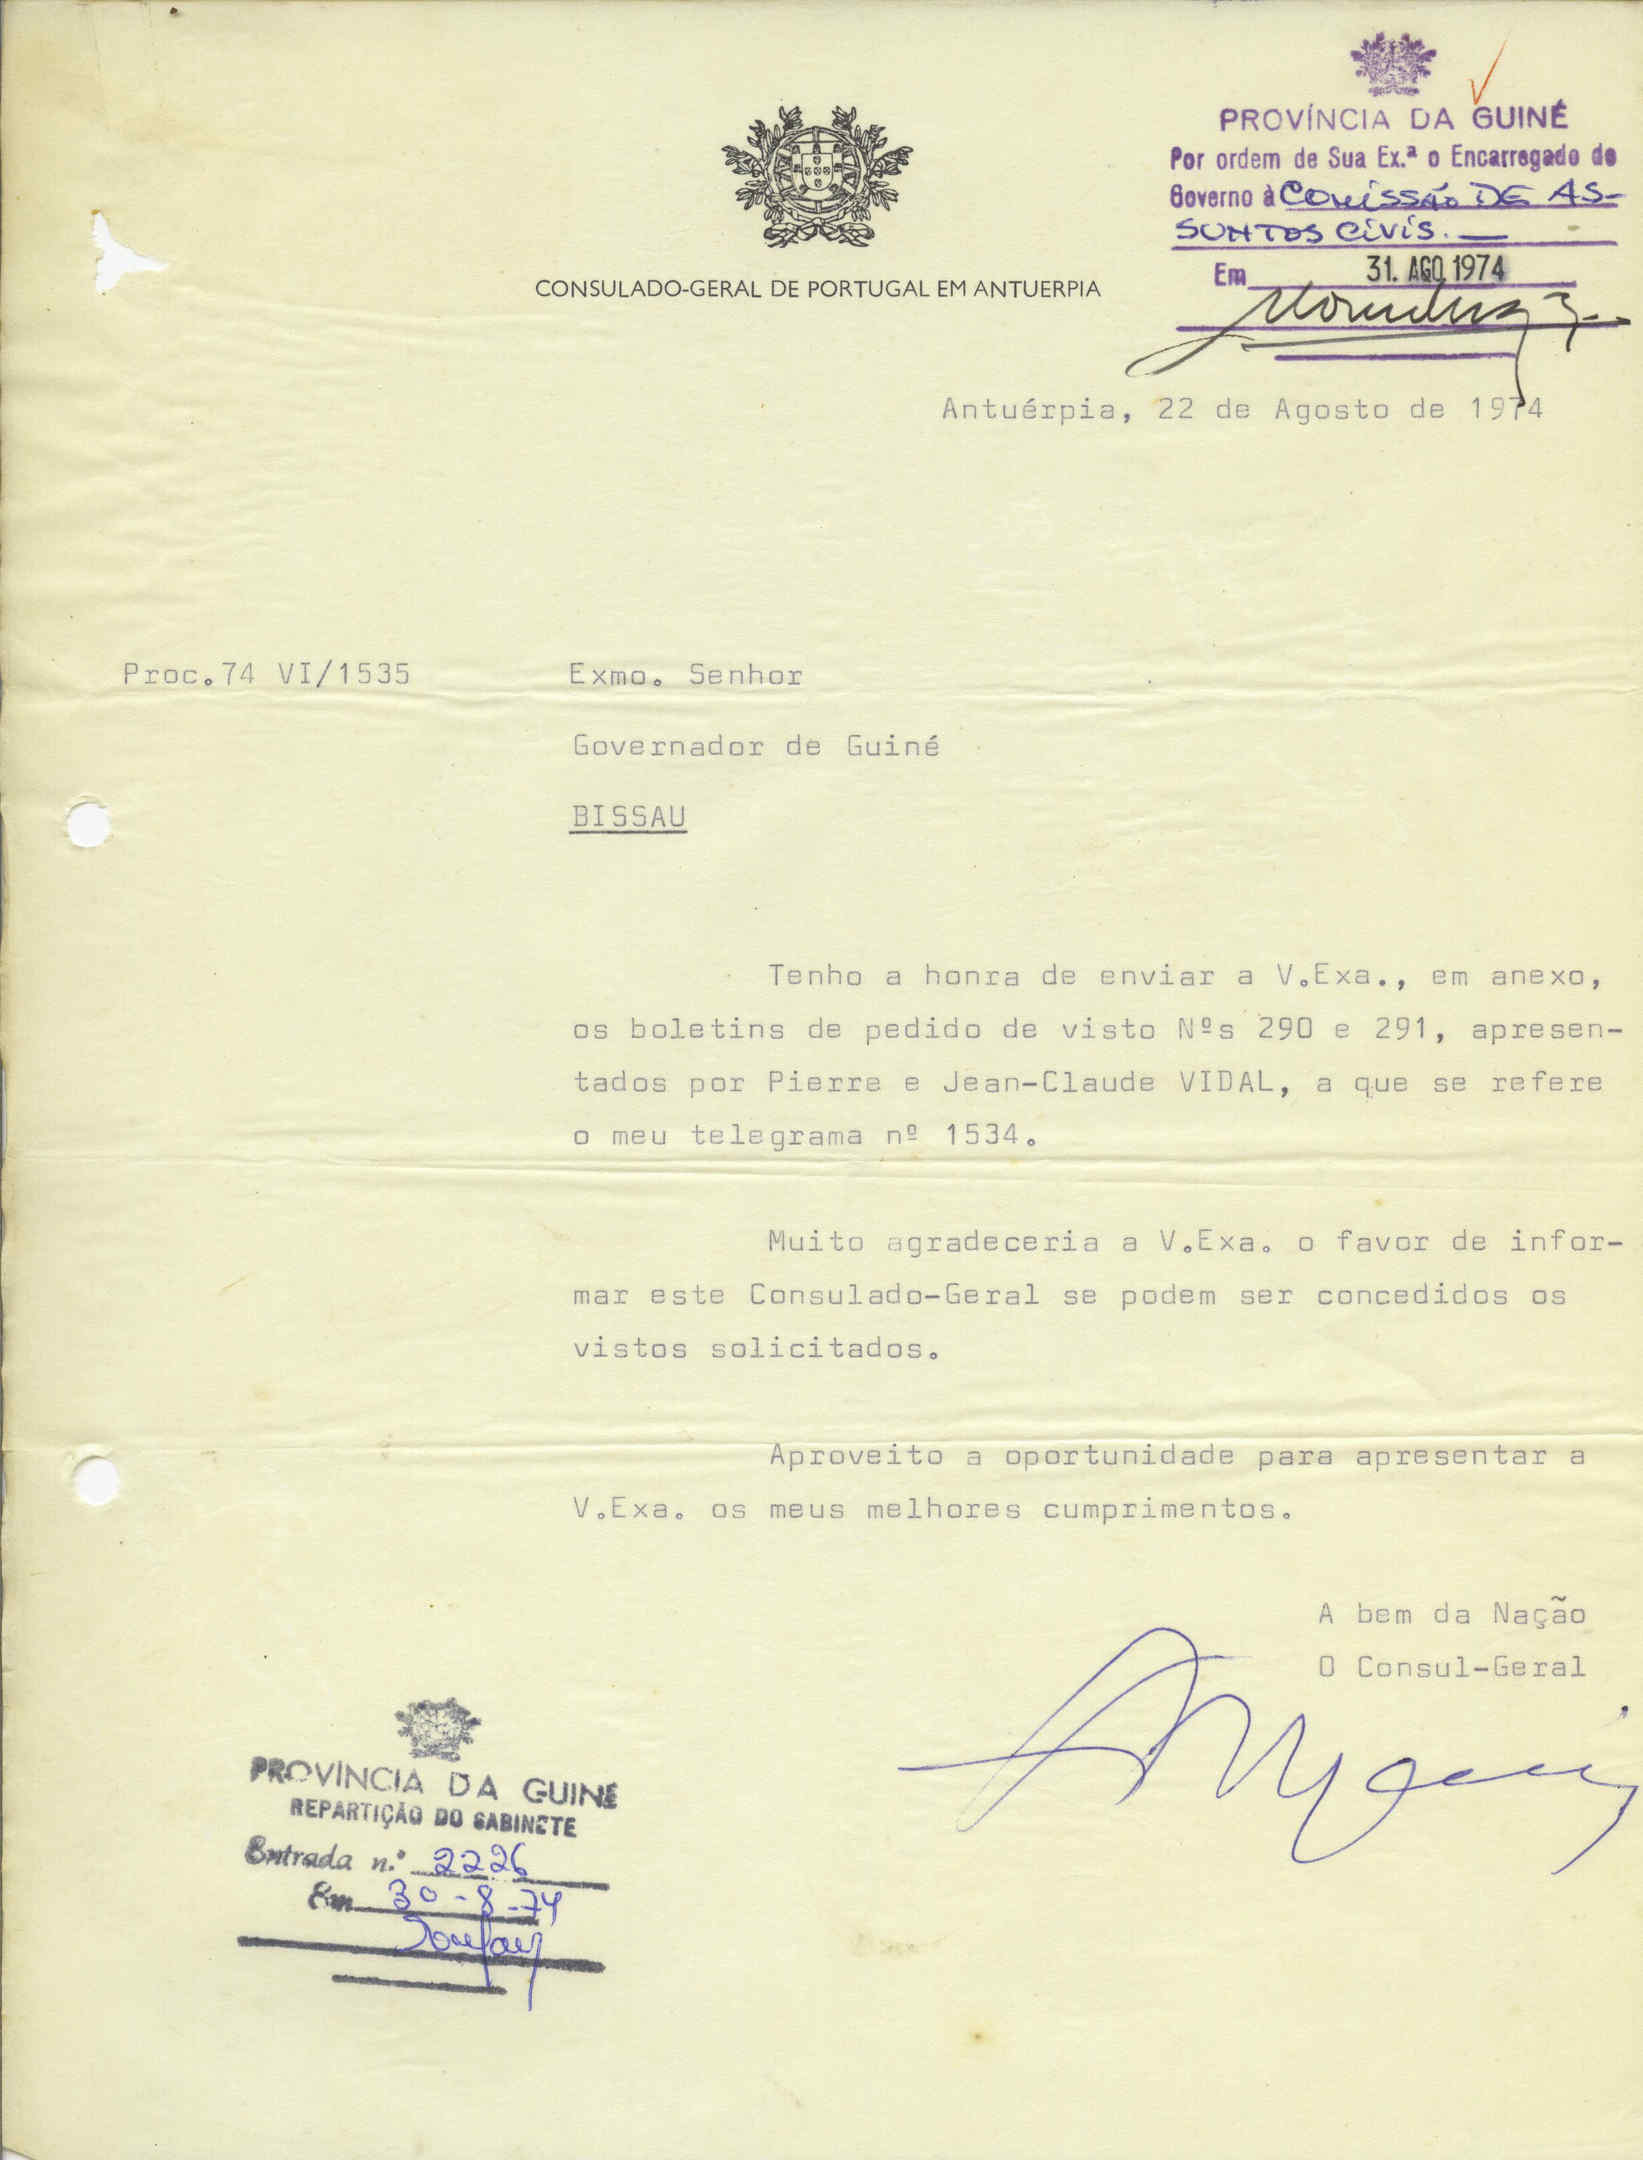 PROVÍNCIA DA GUINÉ
Por ordem de Sua Ex.ª o Encarregado do
Governo à COMISSÃO DE AS-
SUNTOS CIVIS.
Em 31. AGO. 1974
CONSULADO-GERAL DE PORTUGAL EM ANTUERPIA
Antuérpia, 22 de Agosto de 1974
Proc.74 VI/1535
Exmo. Senhor
Governador de Guiné
BISSAU
Tenho a honra de enviar a V.Exa., em anexo,
os boletins de pedido de visto Nºs 290 e 291, apresen-
tados por Pierre e Jean-Claude VIDAL, a que se refere
o meu telegrama nº 1534.
Muito agradeceria a V.Exa. o favor de infor-
mar este Consulado-Geral se podem ser concedidos os
vistos solicitados.
Aproveito a oportunidade para apresentar a
V.Exa. os meus melhores cumprimentos.
A bem da Nação
O Consul-Geral
PROVÍNCIA DA GUINÉ
REPARTIÇÃO DO GABINETE
Entrada n.º 2226
Em 30-8-74